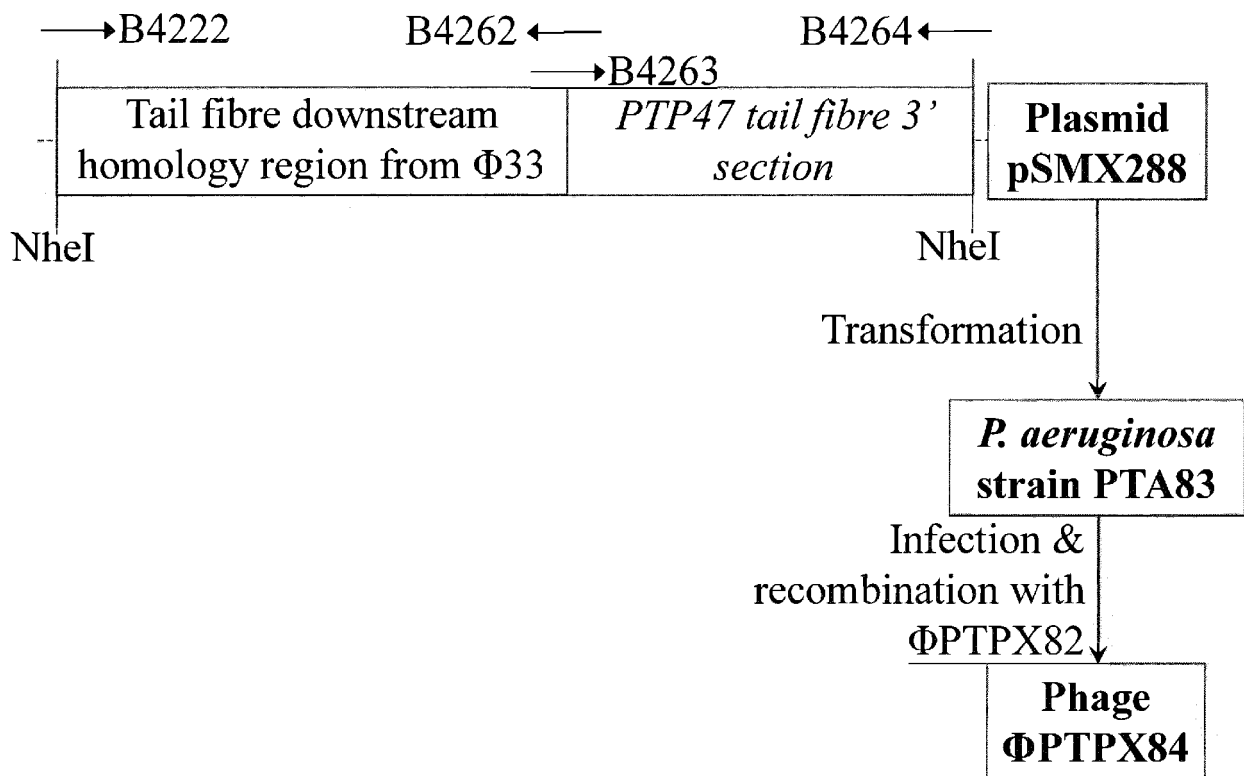 B4222
B4262
B4264
B4263
Tail fibre downstream
homology region from Φ33
PTP47 tail fibre 3’
section
Plasmid
pSMX288
NheI
NheI
Transformation
P. aeruginosa
strain PTA83
Infection &
recombination with
ΦPTPX82
Phage
ΦPTPX84